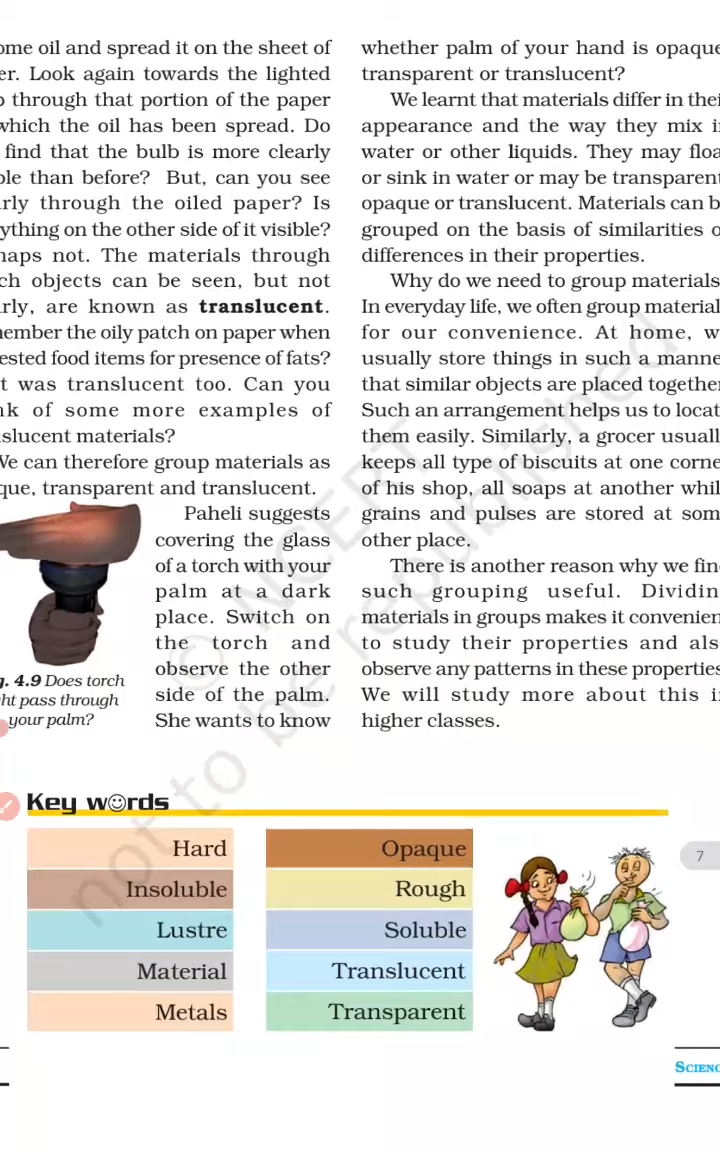 ome oil and spread it on the sheet of
er. Look again towards the lighted
through that portion of the paper
which the oil has been spread. Do
find that the bulb is more clearly
ble than before? But, can you see
rly through the oiled paper? Is
ything on the other side of it visible?
haps not. The materials through
ch objects can be seen, but not
rly, are known as translucent.
member the oily patch on paper when
ested food items for presence of fats?
t was translucent too. Can you
nk of some more examples of
slucent materials?
We can therefore group materials as
que, transparent and translucent.
Paheli suggests
covering the glass
of a torch with your
palm at a dark
place. Switch on
the torch and
observe the other
side of the palm.
She wants to know
g. 4.9 Does torch
ht pass through
your palm?
whether palm of your hand is opaque
transparent or translucent?
We learnt that materials differ in thei
appearance and the way they mix i
water or other liquids. They may floa
or sink in water or may be transparent
opaque or translucent. Materials can b
grouped on the basis of similarities o
differences in their properties.
Why do we need to group materials
In everyday life, we often group material
for our convenience. At home, w
usually store things in such a manne
that similar objects are placed together
Such an arrangement helps us to locat
them easily. Similarly, a grocer usuall
keeps all type of biscuits at one corne
of his shop, all soaps at another whil
grains and pulses are stored at som
other place.
There is another reason why we fin
such grouping useful. Dividin
materials in groups makes it convenien
to study their properties and als
observe any patterns in these properties
We will study more about this i
higher classes.
© NCERT
not to be republished
Key words
Hard
Insoluble
Lustre
Material
Metals
Opaque
Rough
Soluble
Translucent
Transparent
7
SCIENC